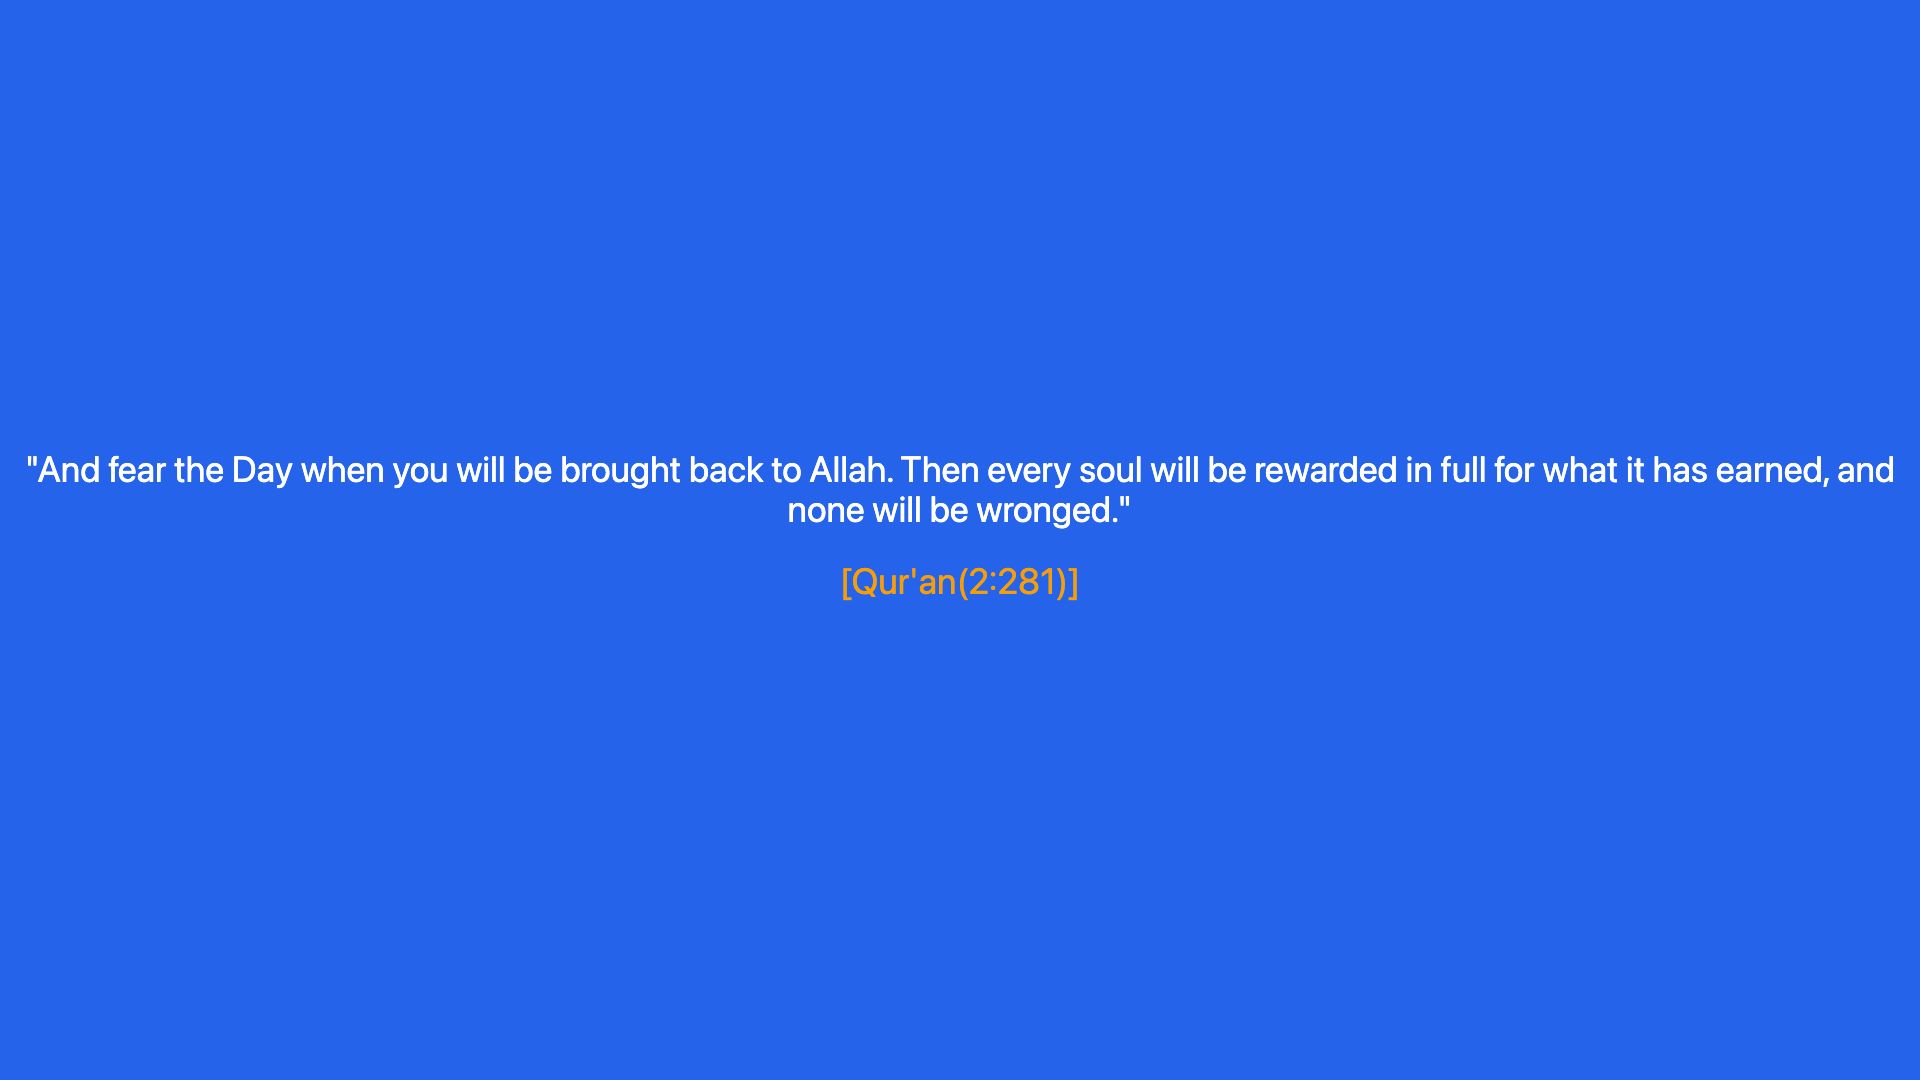 "And fear the Day when you will be brought back to Allah. Then every soul will be rewarded in full for what it has earned, and
none will be wronged."
[Qur'an(2:281)]